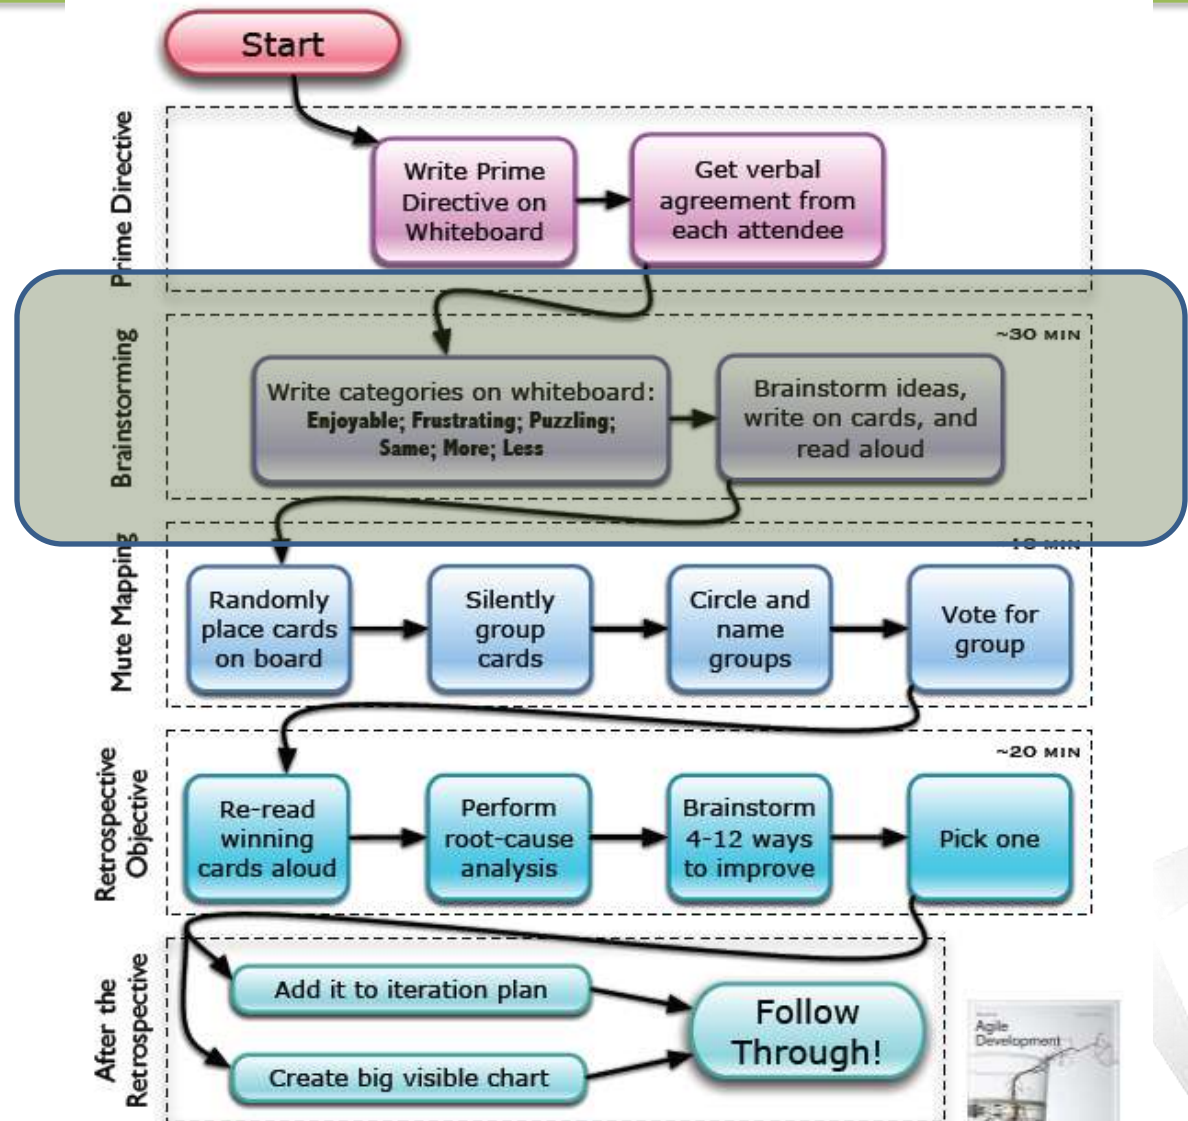 Start
Prime Directive
Write Prime
Directive on
Whiteboard
Get verbal
agreement from
each attendee
Brainstorming
~30 MIN
Write categories on whiteboard:
Enjoyable; Frustrating; Puzzling;
Same; More; Less
Brainstorm ideas,
write on cards, and
read aloud
Mute Mapping
MIN
Randomly
place cards
on board
Silently
group
cards
Circle and
name
groups
Vote for
group
Retrospective
Objective
~20 MIN
Re-read
winning
cards aloud
Perform
root-cause
analysis
Brainstorm
4-12 ways
to improve
Pick one
After the
Retrospective
Add it to iteration plan
Create big visible chart
Follow
Through!
Agile
Development